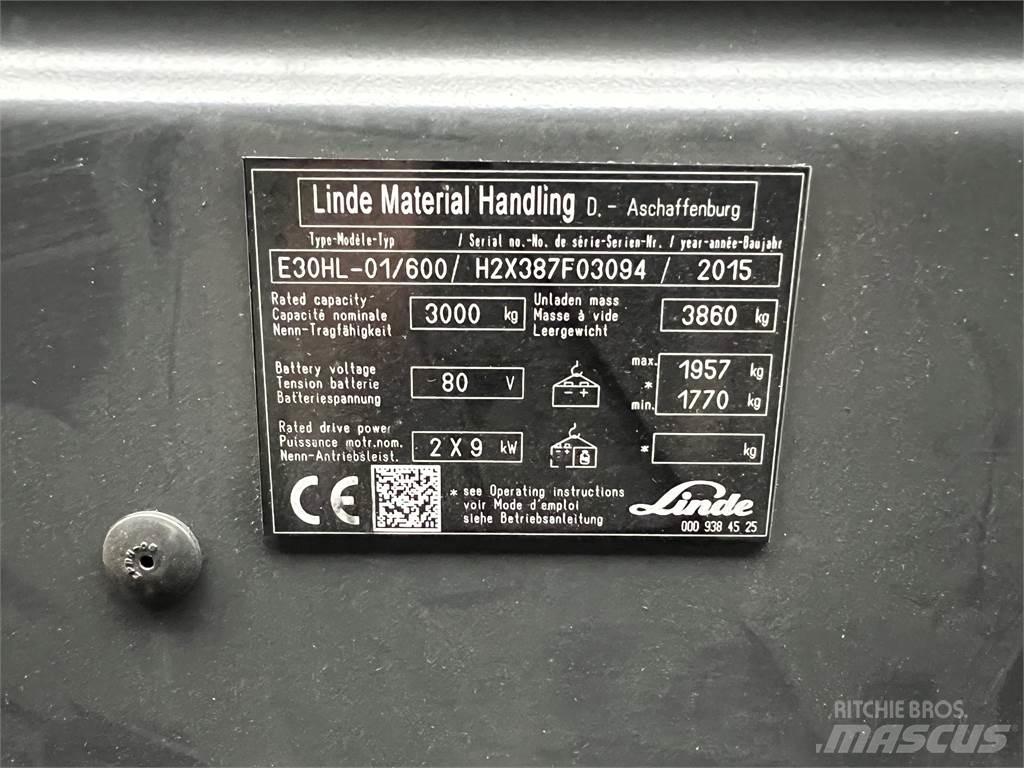 Linde Material Handling D. - Aschaffenburg
Type-Modèle-Typ / Serial no.-No. de série-Serien-Nr. / year-année-Baujahr
E30HL-01/600 / H2X387F03094 / 2015
Rated capacity
Capacité nominale
Nenn-Tragfähigkeit
3000 kg
Unladen mass
Masse à vide
Leergewicht
3860 kg
Battery voltage
Tension batterie
Batteriespannung
80 V
max. 1957 kg
*
min. 1770 kg
Rated drive power
Puissance motr.nom.
Nenn-Antriebsleist.
2 X 9 kW
* kg
CE
* see Operating instructions
voir Mode d'emploi
siehe Betriebsanleitung
Linde
000 938 45 25
RITCHIE BROS.
MASCUS